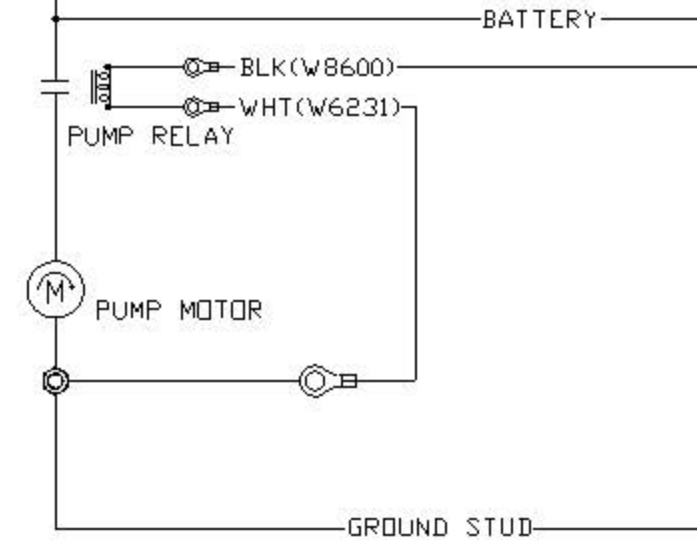 BATTERY
BLK(W8600)
WHT(W6231)
PUMP RELAY
M
PUMP MOTOR
GROUND STUD